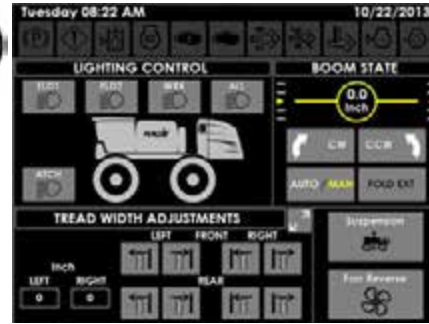 Tuesday 08:22 AM 10/22/2013
LIGHTING CONTROL
BOOM STATE
FLD1 FLD2 WRK ALL
0.0
Inch
CW CCW
ATCH
AUTO / MAN FOLD EXT
TREAD WIDTH ADJUSTMENTS
LEFT FRONT RIGHT
Suspension
Inch
LEFT RIGHT
REAR
0 0
Fan Reverse